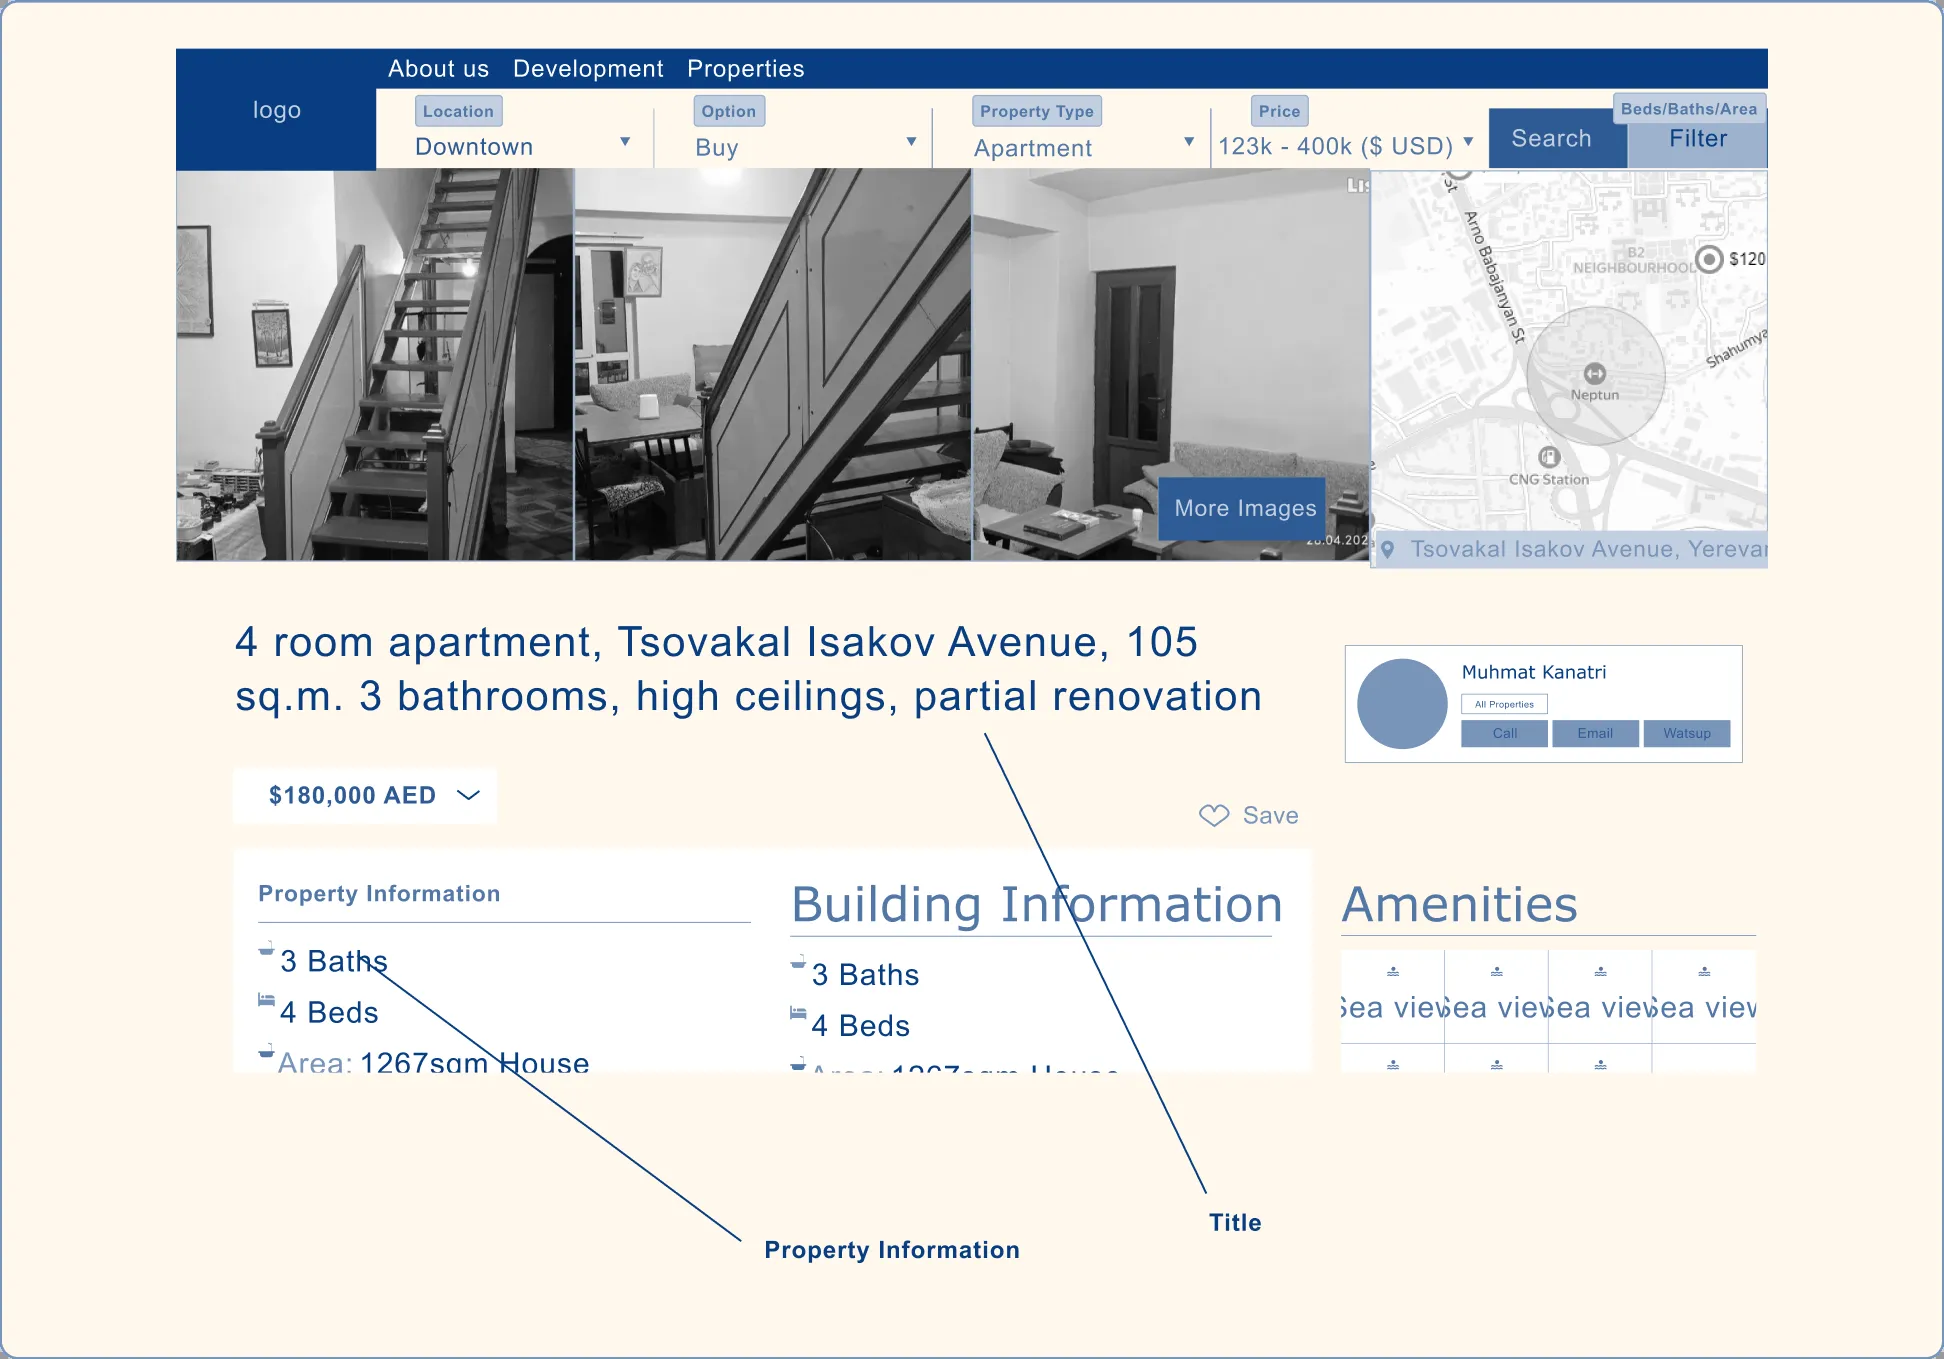 About us Development Properties
logo
Location
Downtown
Option
Buy
Property Type
Apartment
Price
123k - 400k ($ USD)
Search
Beds/Baths/Area
Filter
Arno Babajanyan St
B2
NEIGHBOURHOOD
$120
Shahumya
Neptun
CNG Station
More Images
Tsovakal Isakov Avenue, Yerevan
4 room apartment, Tsovakal Isakov Avenue, 105
sq.m. 3 bathrooms, high ceilings, partial renovation
Muhmat Kanatri
All Properties
Call Email Watsup
$180,000 AED
Save
Property Information
3 Baths
4 Beds
Area: 1267sqm House
Building Information
3 Baths
4 Beds
Area: 1267sqm House
Amenities
Sea view Sea view Sea view Sea view
Title
Property Information